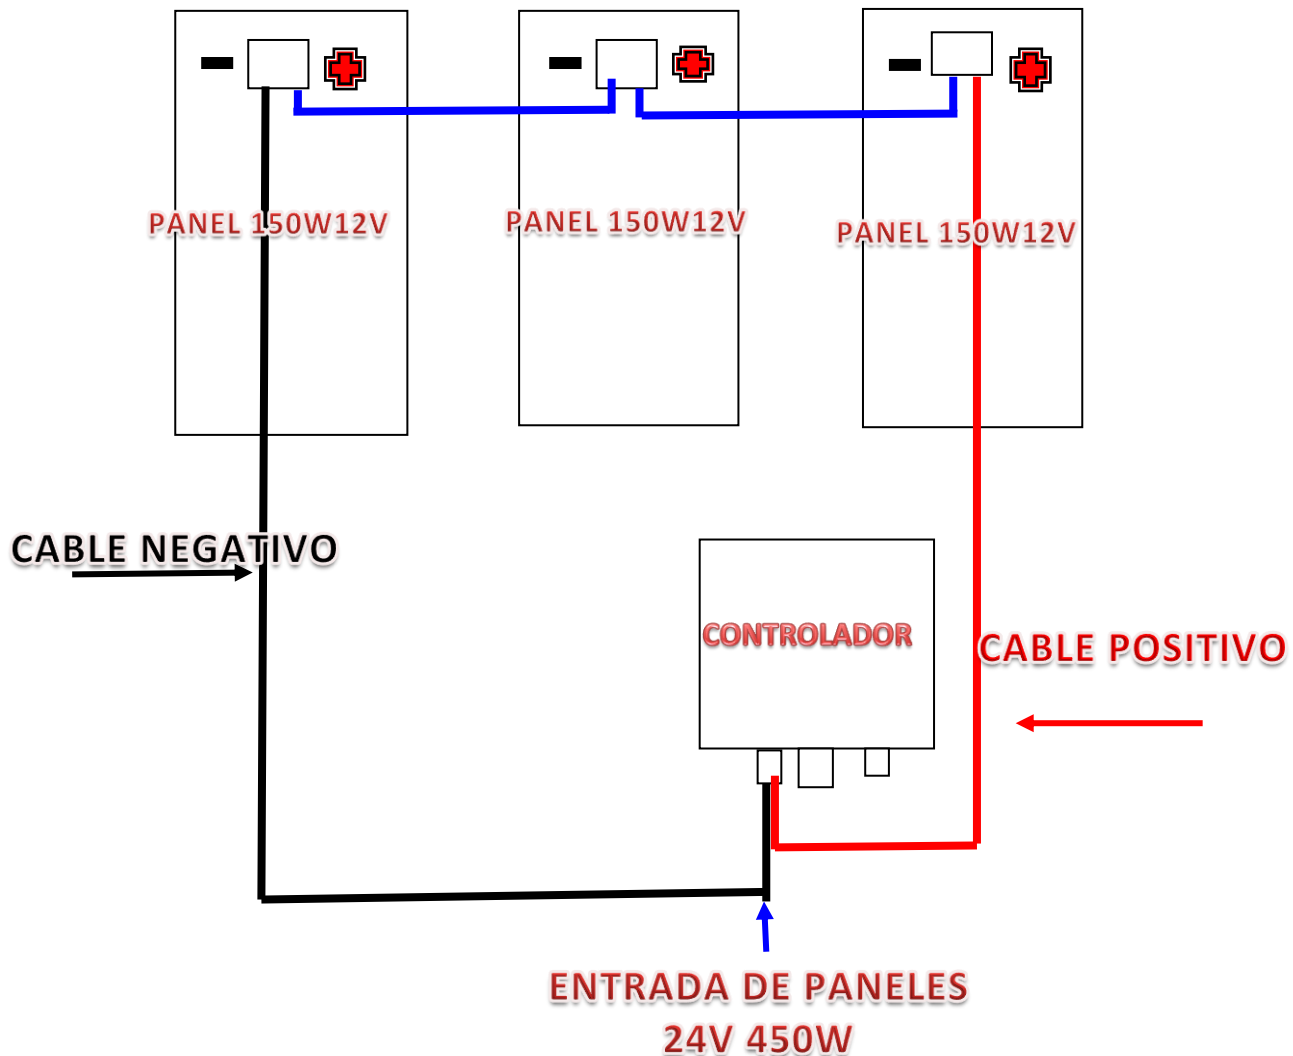 PANEL 150W12V
PANEL 150W12V
PANEL 150W12V
CABLE NEGATIVO
CONTROLADOR
CABLE POSITIVO
ENTRADA DE PANELES
24V 450W